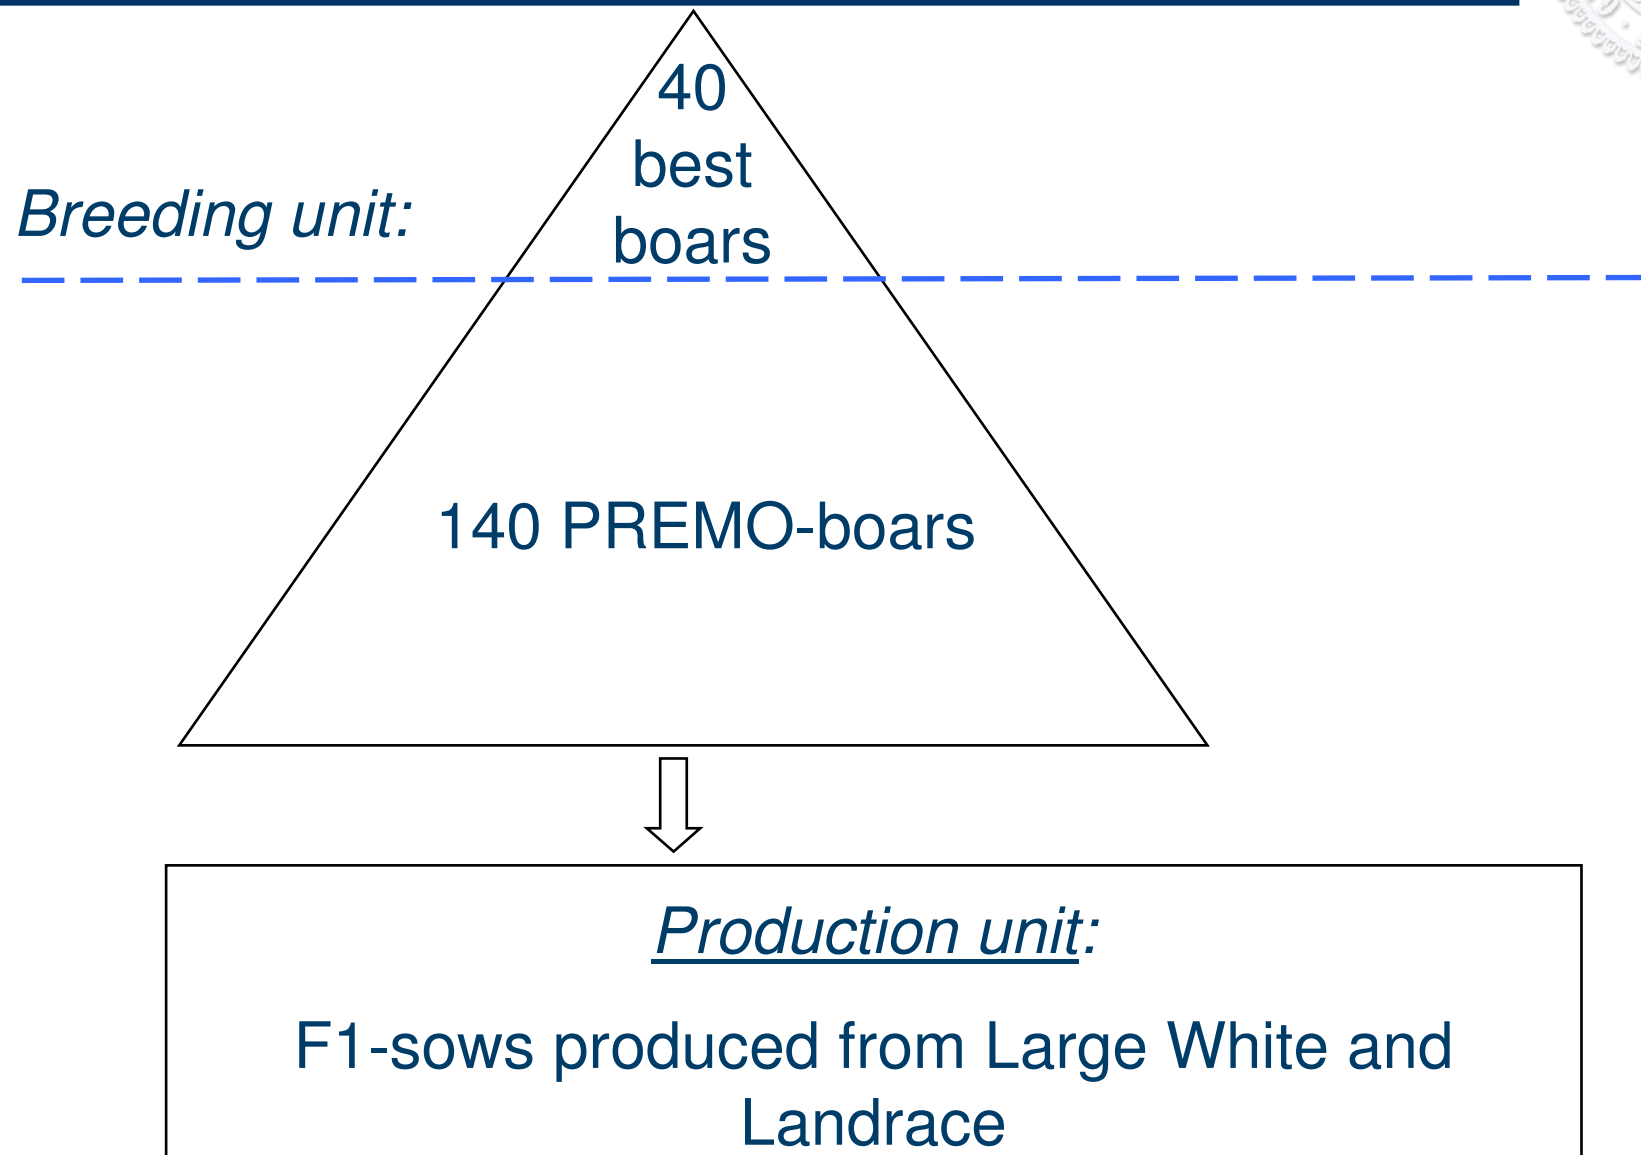 40
best
boars
Breeding unit:
140 PREMO-boars
Production unit:
F1-sows produced from Large White and
Landrace